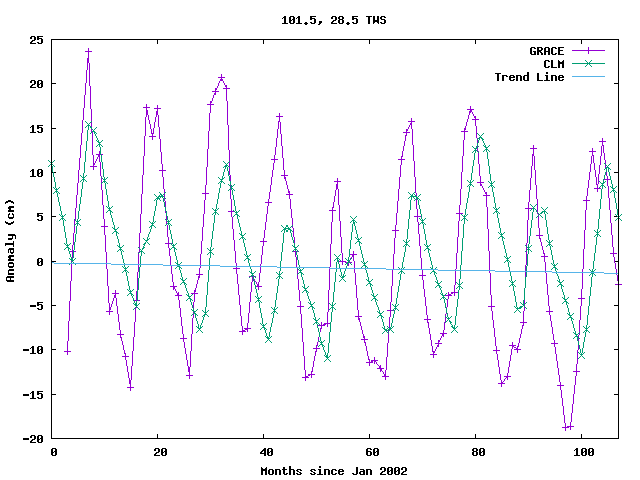 101.5, 28.5 TWS
GRACE
CLM
Trend Line
25
20
15
10
5
0
-5
-10
-15
-20
Anomaly (cm)
0 20 40 60 80 100
Months since Jan 2002